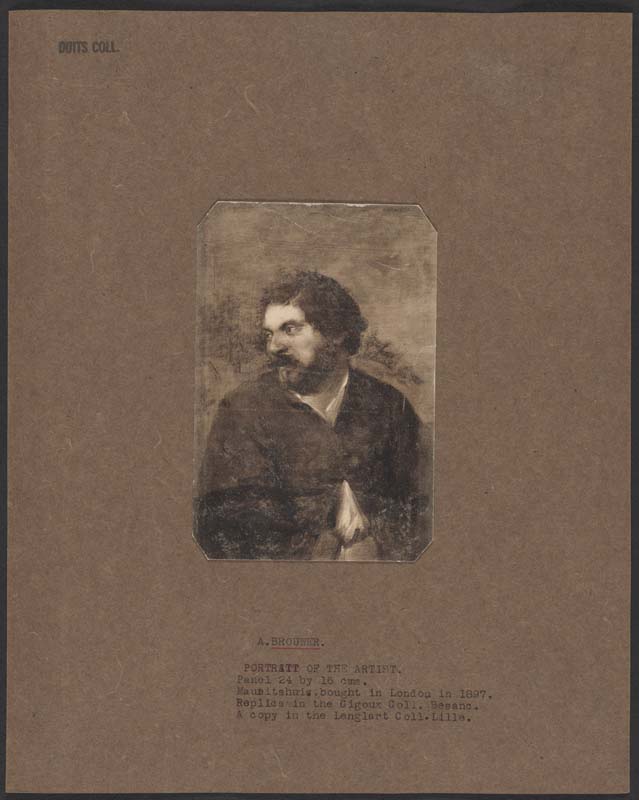 DUITS COLL.
A.BROUWER.
PORTRAIT OF THE ARTIST.
Panel 24 by 16 cms.
Mauritshuis.bought in London in 1897.
Replica in the Gigoux Coll. Besanc.
A copy in the Lenglart Coll.Lille.